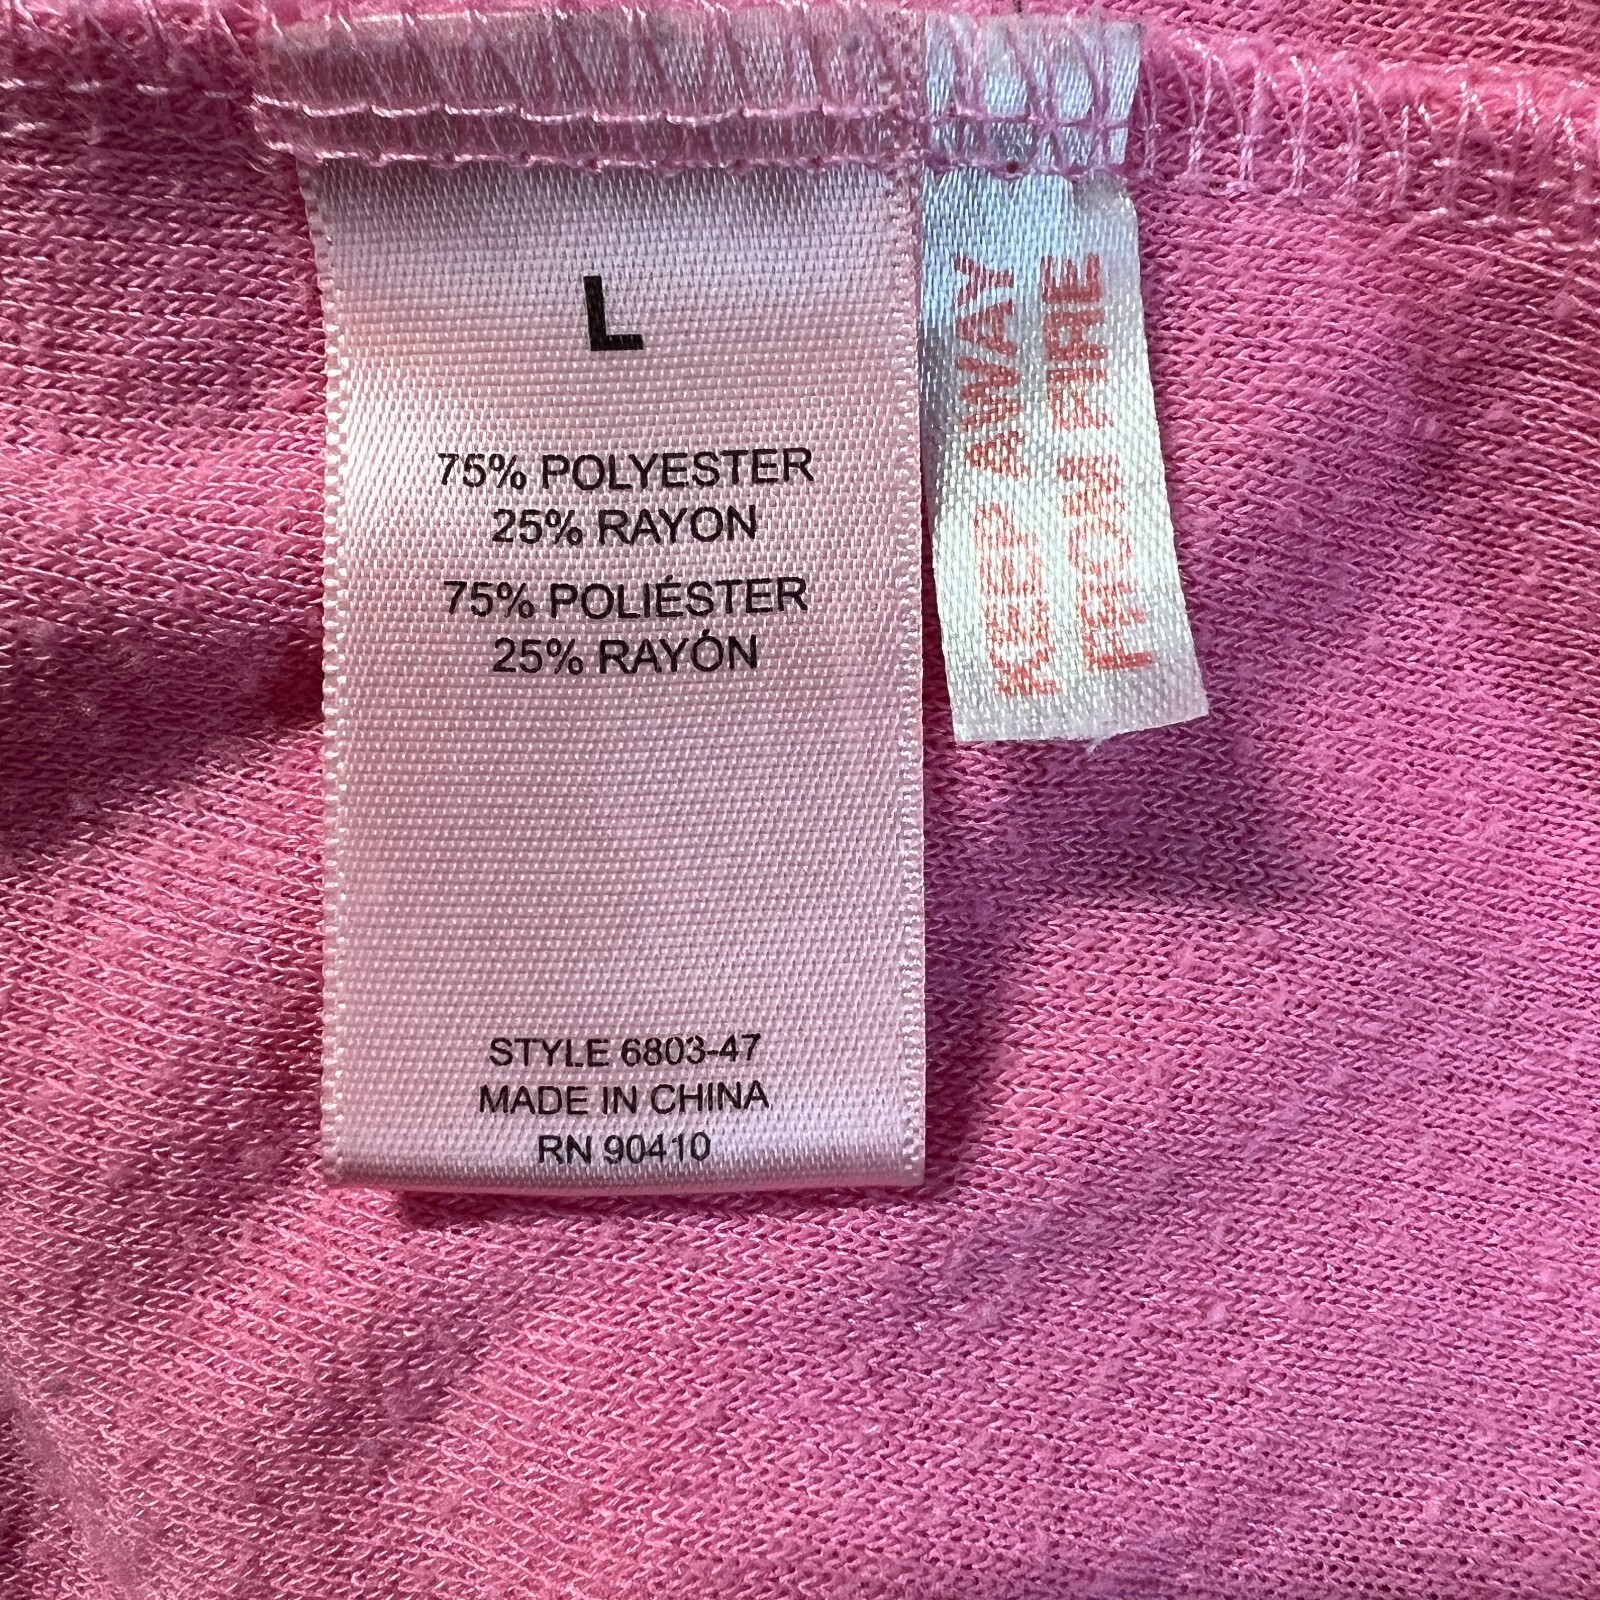 L
75% POLYESTER
25% RAYON
75% POLIÉSTER
25% RAYÓN
STYLE 6803-47
MADE IN CHINA
RN 90410
KEEP AWAY
FROM FIRE